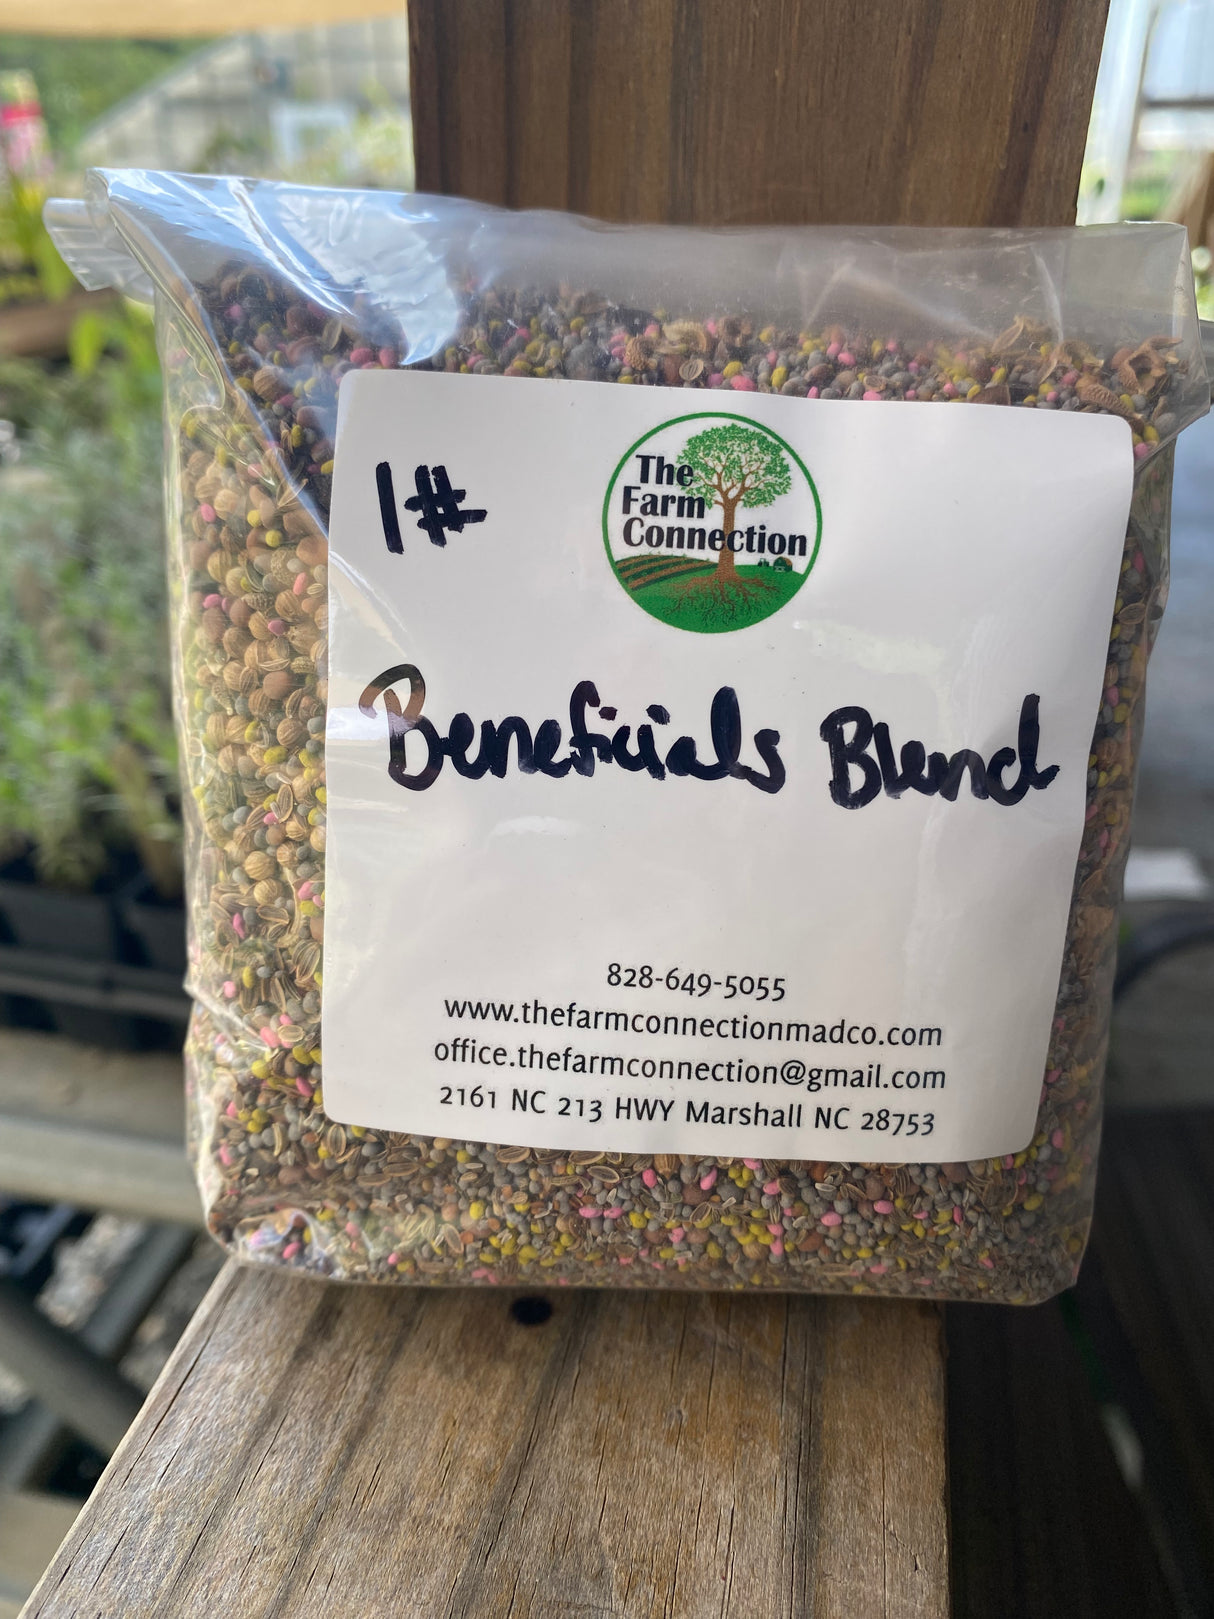 1#
The
Farm
Connection
Beneficials Blend
828-649-5055
www.thefarmconnectionmadco.com
office.thefarmconnection@gmail.com
2161 NC 213 HWY Marshall NC 28753